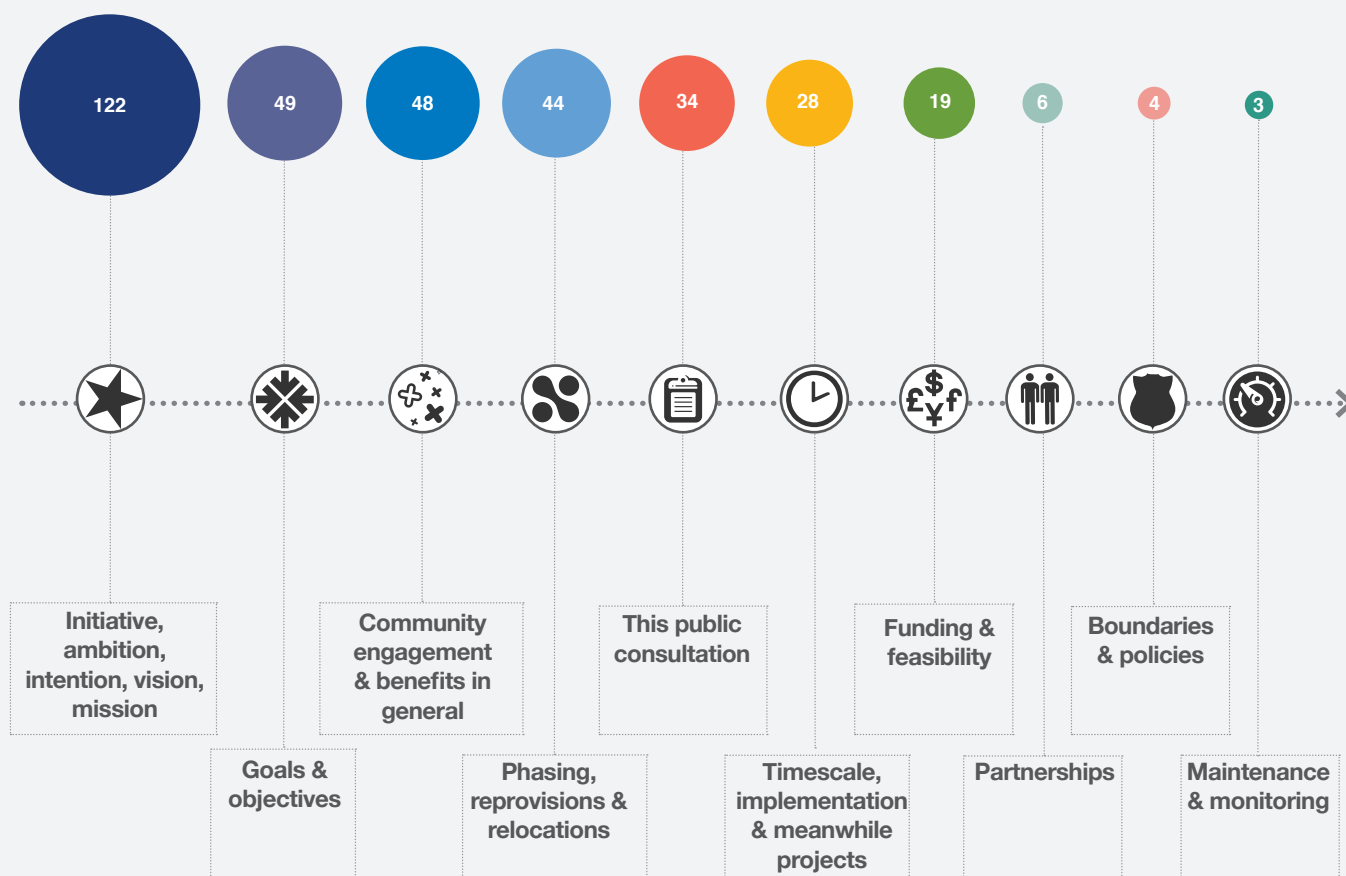 122
49
48
44
34
28
19
6
4
3
£$¥f
Initiative,
ambition,
intention, vision,
mission
Goals &
objectives
Community
engagement
& benefits in
general
Phasing,
reprovisions &
relocations
This public
consultation
Timescale,
implementation
& meanwhile
projects
Funding &
feasibility
Partnerships
Boundaries
& policies
Maintenance
& monitoring